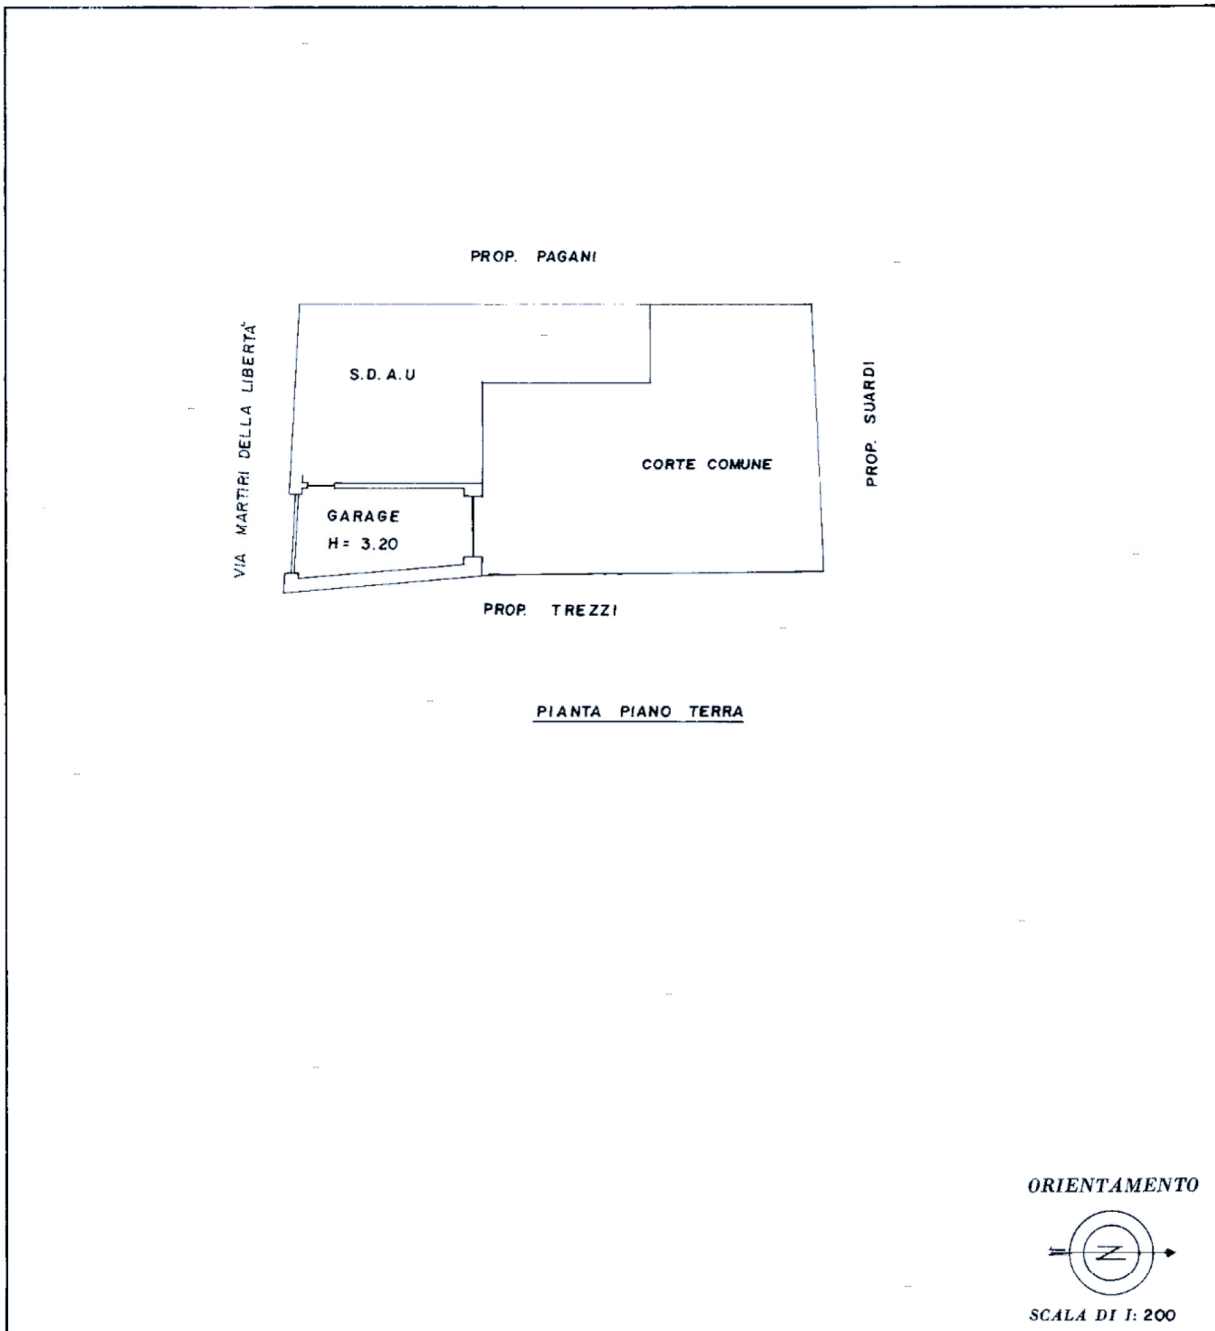 PROP. PAGANI
VIA MARTIRI DELLA LIBERTA'
S.D.A.U
PROP. SUARDI
CORTE COMUNE
GARAGE
H = 3.20
PROP. TREZZI
PIANTA PIANO TERRA
ORIENTAMENTO
N
SCALA DI 1: 200